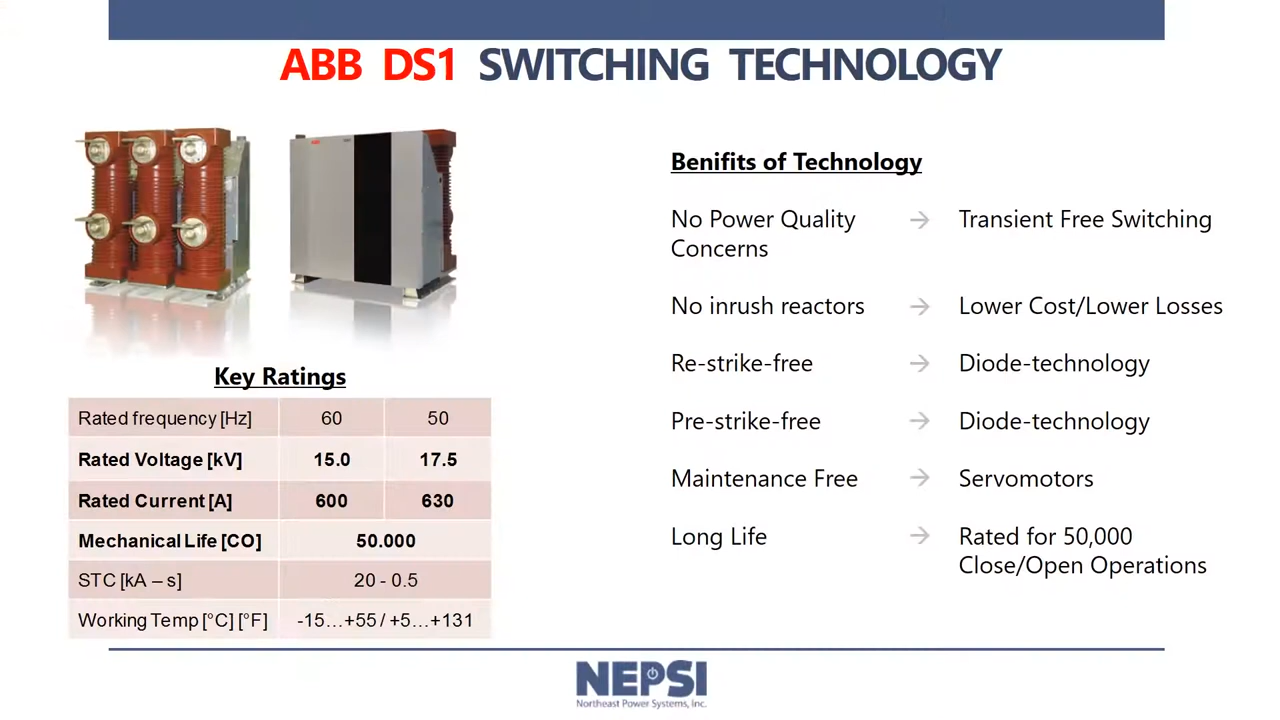 ABB DS1 SWITCHING TECHNOLOGY
Benifits of Technology
No Power Quality Concerns → Transient Free Switching
No inrush reactors → Lower Cost/Lower Losses
Re-strike-free → Diode-technology
Pre-strike-free → Diode-technology
Maintenance Free → Servomotors
Long Life → Rated for 50,000 Close/Open Operations
ABB
Key Ratings
Rated frequency [Hz] 60 50
Rated Voltage [kV] 15.0 17.5
Rated Current [A] 600 630
Mechanical Life [CO] 50.000
STC [kA – s] 20 - 0.5
Working Temp [°C] [°F] -15…+55 / +5…+131
NEPSI
Northeast Power Systems, Inc.